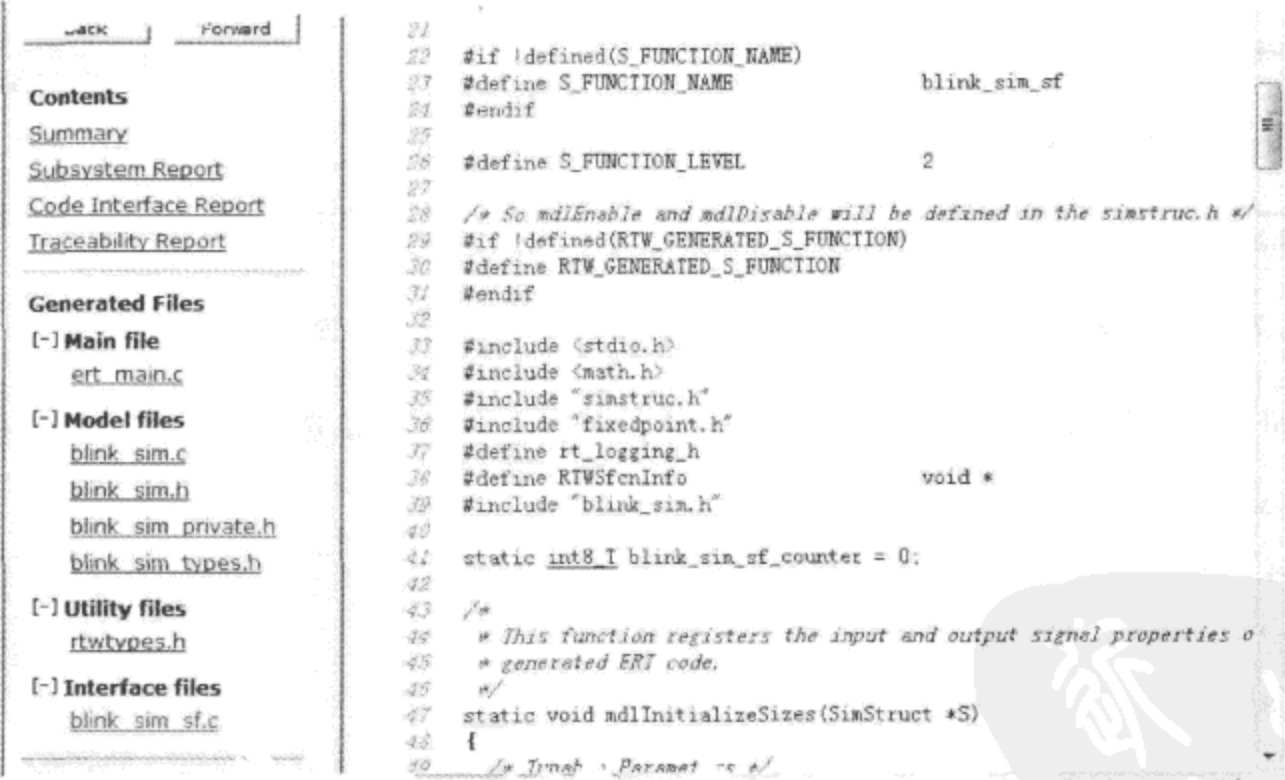 Back Forward
Contents
Summary
Subsystem Report
Code Interface Report
Traceability Report
Generated Files
[-] Main file
ert_main.c
[-] Model files
blink_sim.c
blink_sim.h
blink_sim_private.h
blink_sim_types.h
[-] Utility files
rtwtypes.h
[-] Interface files
blink_sim_sf.c
21
22 #if !defined(S_FUNCTION_NAME)
23 #define S_FUNCTION_NAME blink_sim_sf
24 #endif
25
26 #define S_FUNCTION_LEVEL 2
27
28 /* So mdlEnable and mdlDisable will be defined in the simstruc.h */
29 #if !defined(RTW_GENERATED_S_FUNCTION)
30 #define RTW_GENERATED_S_FUNCTION
31 #endif
32
33 #include <stdio.h>
34 #include <math.h>
35 #include "simstruc.h"
36 #include "fixedpoint.h"
37 #define rt_logging_h
38 #define RTWSfcnInfo void *
39 #include "blink_sim.h"
40
41 static int8_T blink_sim_sf_counter = 0;
42
43 /*
44 * This function registers the input and output signal properties o
45 * generated ERT code.
46 */
47 static void mdlInitializeSizes(SimStruct *S)
48 {
49 /* */